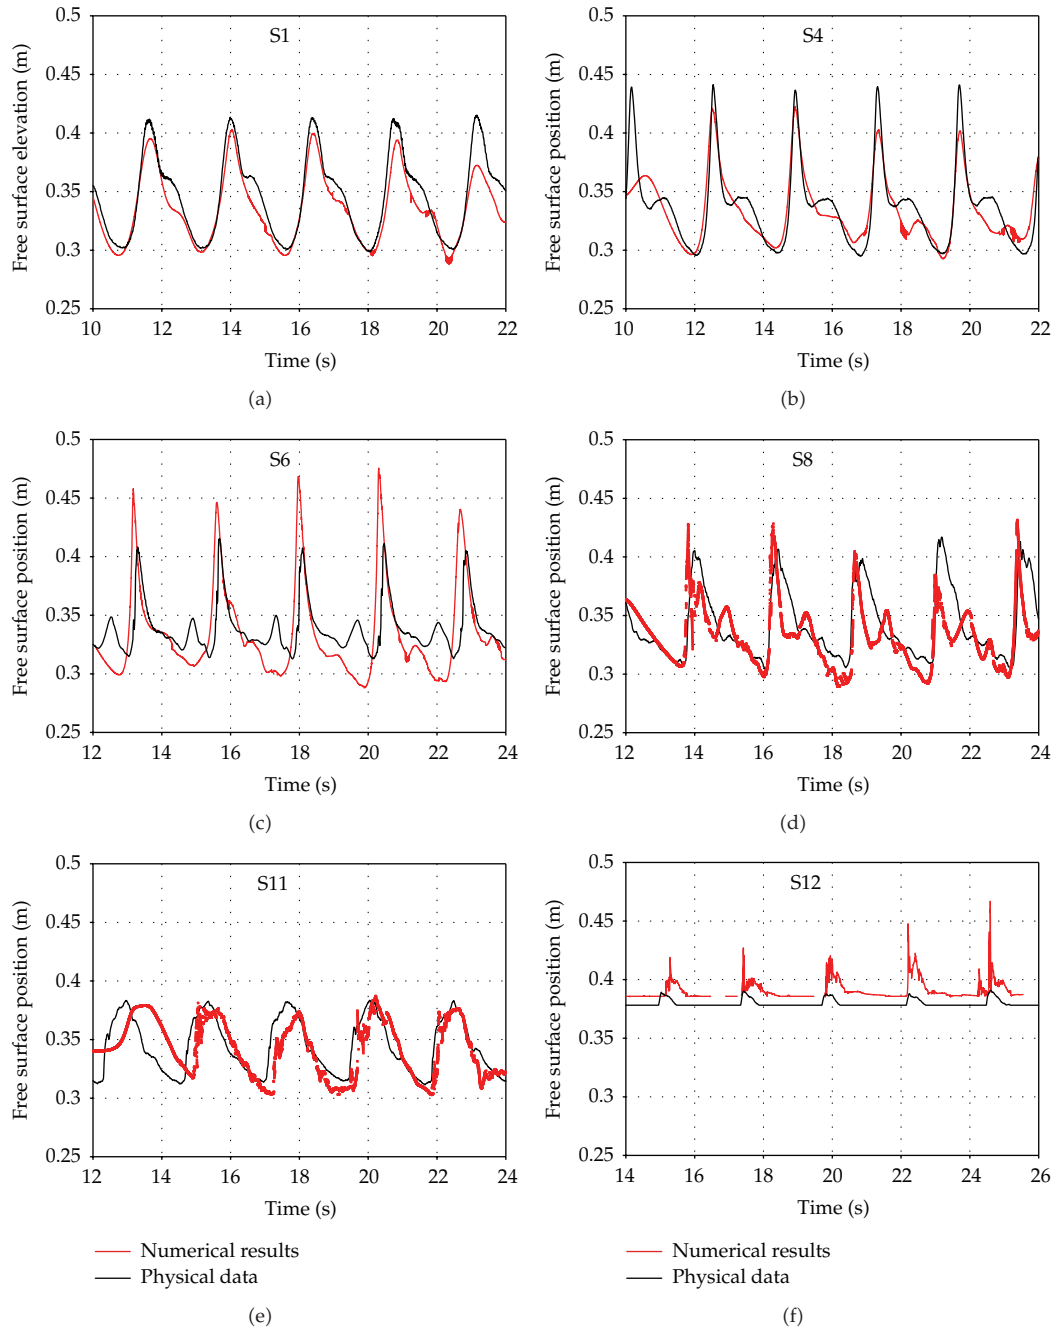 S1
Free surface elevation (m)
0.5
0.45
0.4
0.35
0.3
0.25
10 12 14 16 18 20 22
Time (s)
(a)
S4
Free surface position (m)
0.5
0.45
0.4
0.35
0.3
0.25
10 12 14 16 18 20 22
Time (s)
(b)
S6
Free surface position (m)
0.5
0.45
0.4
0.35
0.3
0.25
12 14 16 18 20 22 24
Time (s)
(c)
S8
Free surface position (m)
0.5
0.45
0.4
0.35
0.3
0.25
12 14 16 18 20 22 24
Time (s)
(d)
S11
Free surface position (m)
0.5
0.45
0.4
0.35
0.3
0.25
12 14 16 18 20 22 24
Time (s)
Numerical results
Physical data
(e)
S12
Free surface position (m)
0.5
0.45
0.4
0.35
0.3
0.25
14 16 18 20 22 24 26
Time (s)
Numerical results
Physical data
(f)